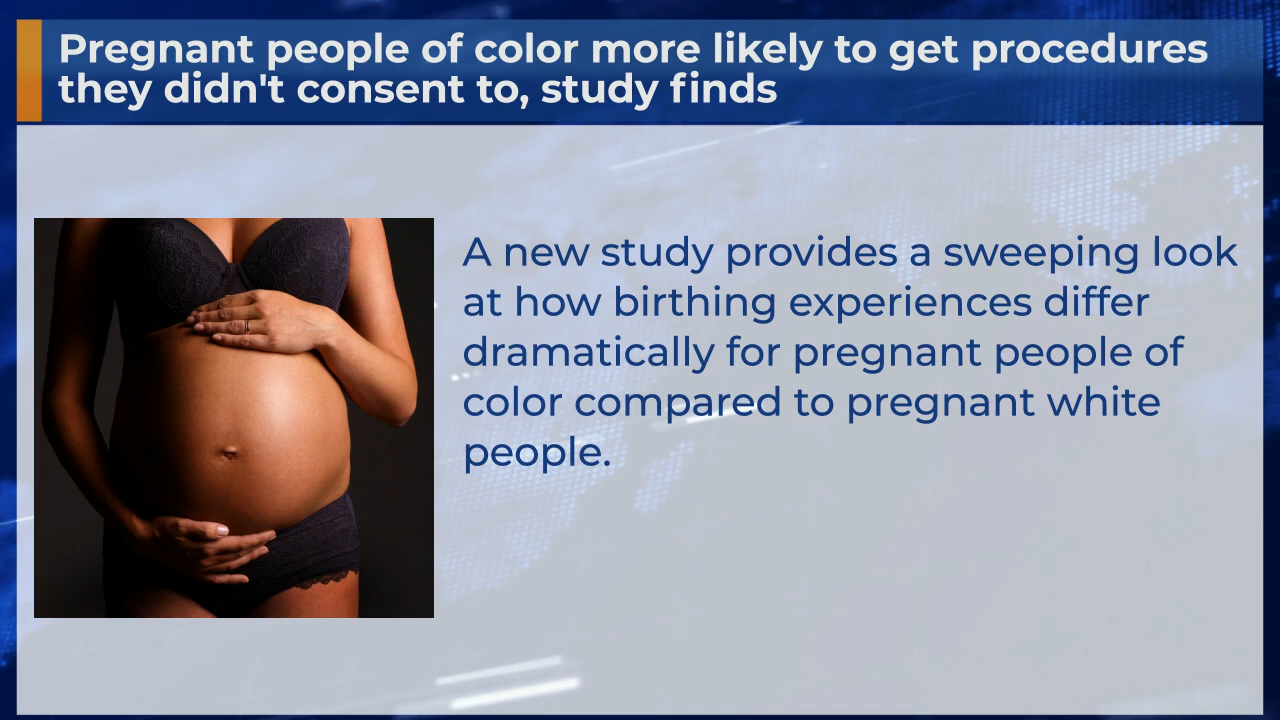 Pregnant people of color more likely to get procedures
they didn't consent to, study finds
A new study provides a sweeping look
at how birthing experiences differ
dramatically for pregnant people of
color compared to pregnant white
people.